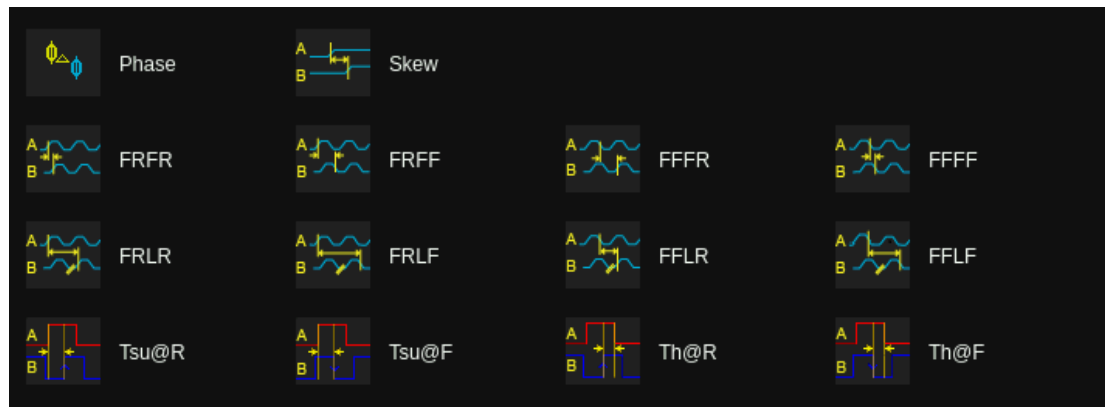 Phase A B Skew
A B FRFR A B FRFF A B FFFR A B FFFF
A B FRLR A B FRLF A B FFLR A B FFLF
A B Tsu@R A B Tsu@F A B Th@R A B Th@F